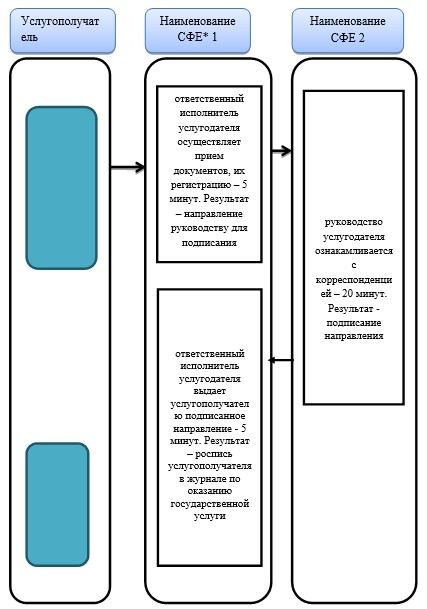 Услугополучат
ель
Наименование
СФЕ* 1
Наименование
СФЕ 2
ответственный
исполнитель
услугодателя
осуществляет
прием
документов, их
регистрацию – 5
минут. Результат
– направление
руководству для
подписания
руководство
услугодателя
ознакамливается
с
корреспонденци
ей – 20 минут.
Результат -
подписание
направления
ответственный
исполнитель
услугодателя
выдает
услугополучател
ю подписанное
направление - 5
минут. Результат
– роспись
услугополучателя
в журнале по
оказанию
государственной
услуги